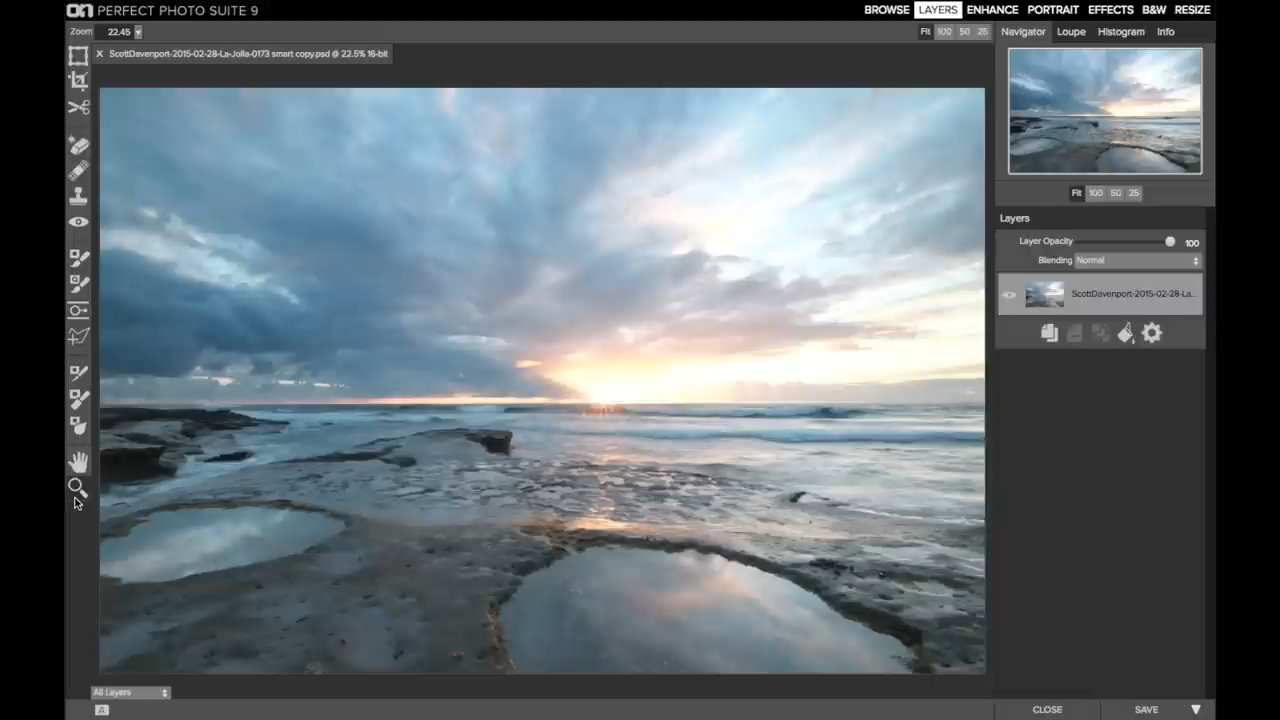 on PERFECT PHOTO SUITE 9
BROWSE LAYERS ENHANCE PORTRAIT EFFECTS B&W RESIZE
Zoom 22.45 Fit 100 50 25
Navigator Loupe Histogram Info
ScottDavenport-2015-02-28-La-Jolla-0173 smart copy.psd @ 22.5% 16-bit
Fit 100 50 25
Layers
Layer Opacity 100
Blending Normal
ScottDavenport-2015-02-28-La...
All Layers
A
CLOSE SAVE